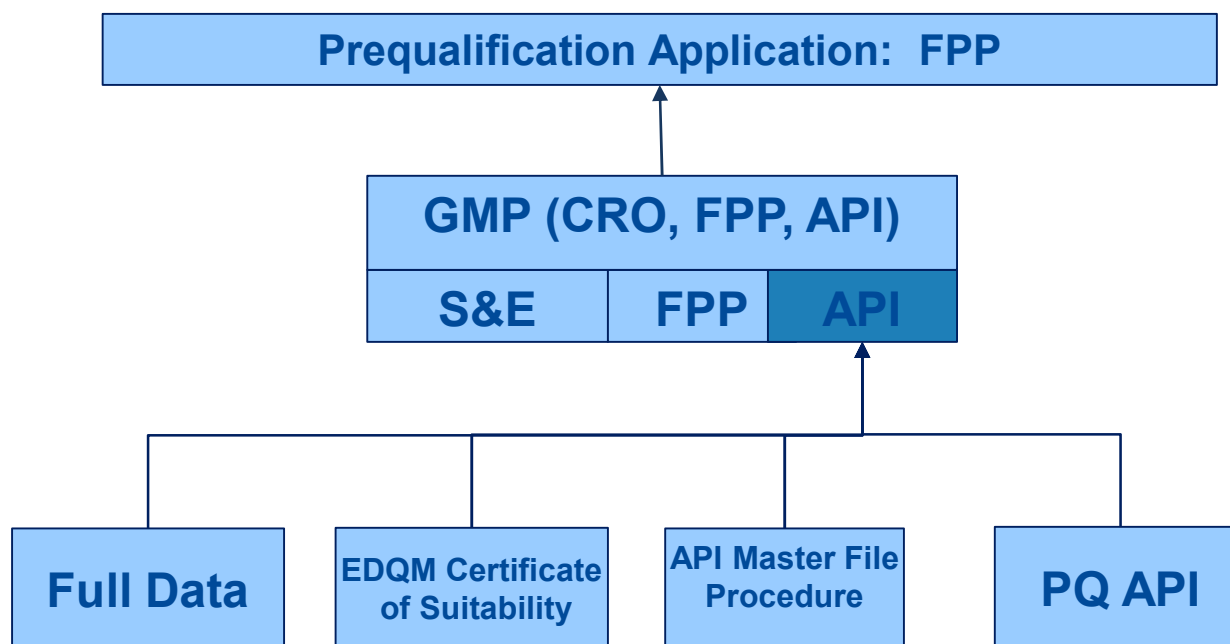 Prequalification Application: FPP
GMP (CRO, FPP, API)
S&E FPP API
Full Data
EDQM Certificate
of Suitability
API Master File
Procedure
PQ API